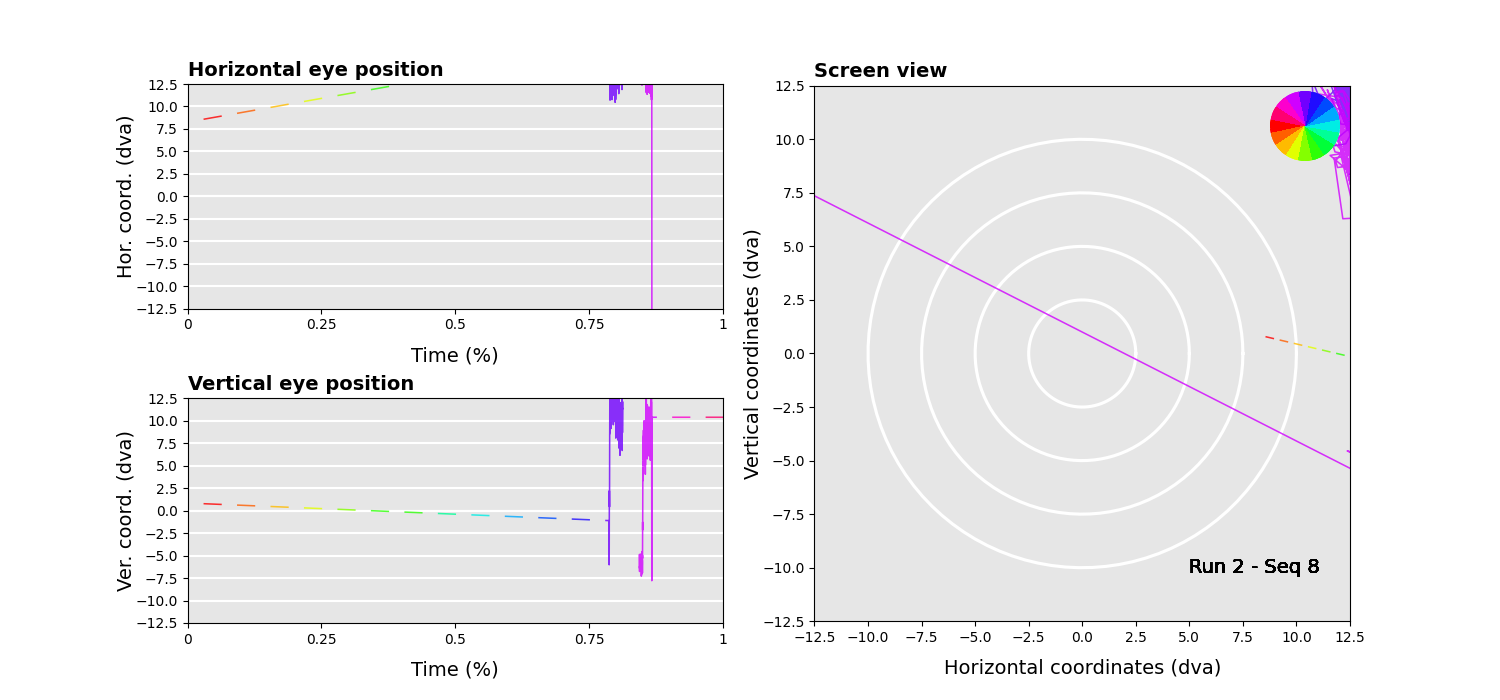 Horizontal eye position
Hor. coord. (dva)
12.5
10.0
7.5
5.0
2.5
0.0
−2.5
−5.0
−7.5
−10.0
−12.5
0 0.25 0.5 0.75 1
Time (%)
Vertical eye position
Ver. coord. (dva)
12.5
10.0
7.5
5.0
2.5
0.0
−2.5
−5.0
−7.5
−10.0
−12.5
0 0.25 0.5 0.75 1
Time (%)
Screen view
Vertical coordinates (dva)
12.5
10.0
7.5
5.0
2.5
0.0
−2.5
−5.0
−7.5
−10.0
−12.5
Run 2 - Seq 8
−12.5 −10.0 −7.5 −5.0 −2.5 0.0 2.5 5.0 7.5 10.0 12.5
Horizontal coordinates (dva)